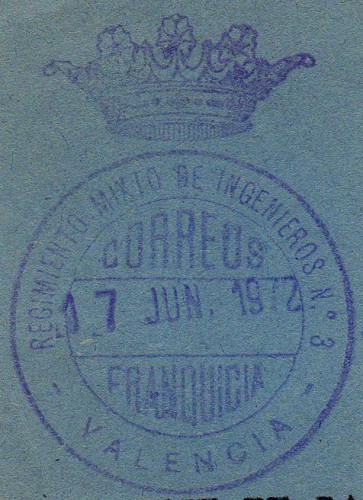 REGIMIENTO MIXTO DE INGENIEROS N.º 3
CORREOS
17 JUN. 1972
FRANQUICIA
- VALENCIA -